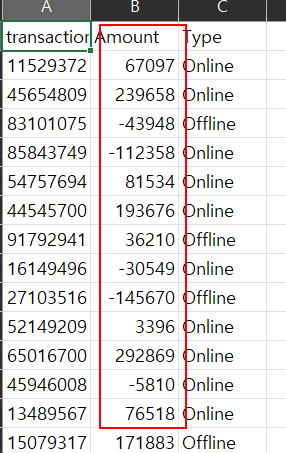 A B C
transaction Amount Type
11529372 67097 Online
45654809 239658 Online
83101075 -43948 Offline
85843749 -112358 Online
54757694 81534 Online
44545700 193676 Online
91792941 36210 Offline
16149496 -30549 Online
27103516 -145670 Offline
52149209 3396 Online
65016700 292869 Online
45946008 -5810 Online
13489567 76518 Online
15079317 171883 Offline